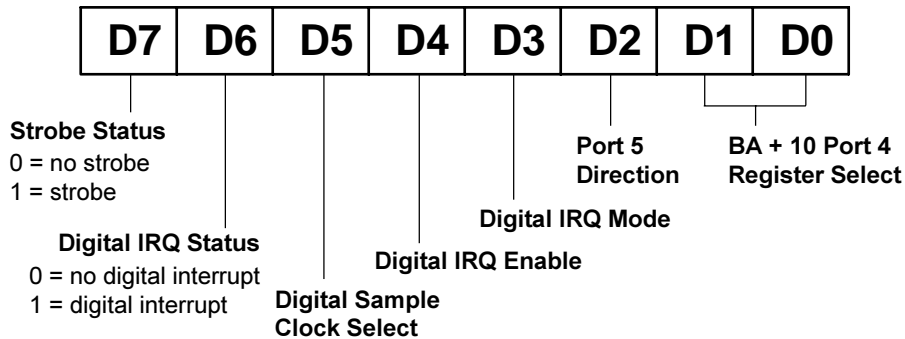 D7 D6 D5 D4 D3 D2 D1 D0
Strobe Status
0 = no strobe
1 = strobe
Port 5
Direction
BA + 10 Port 4
Register Select
Digital IRQ Mode
Digital IRQ Status
0 = no digital interrupt
1 = digital interrupt
Digital IRQ Enable
Digital Sample
Clock Select